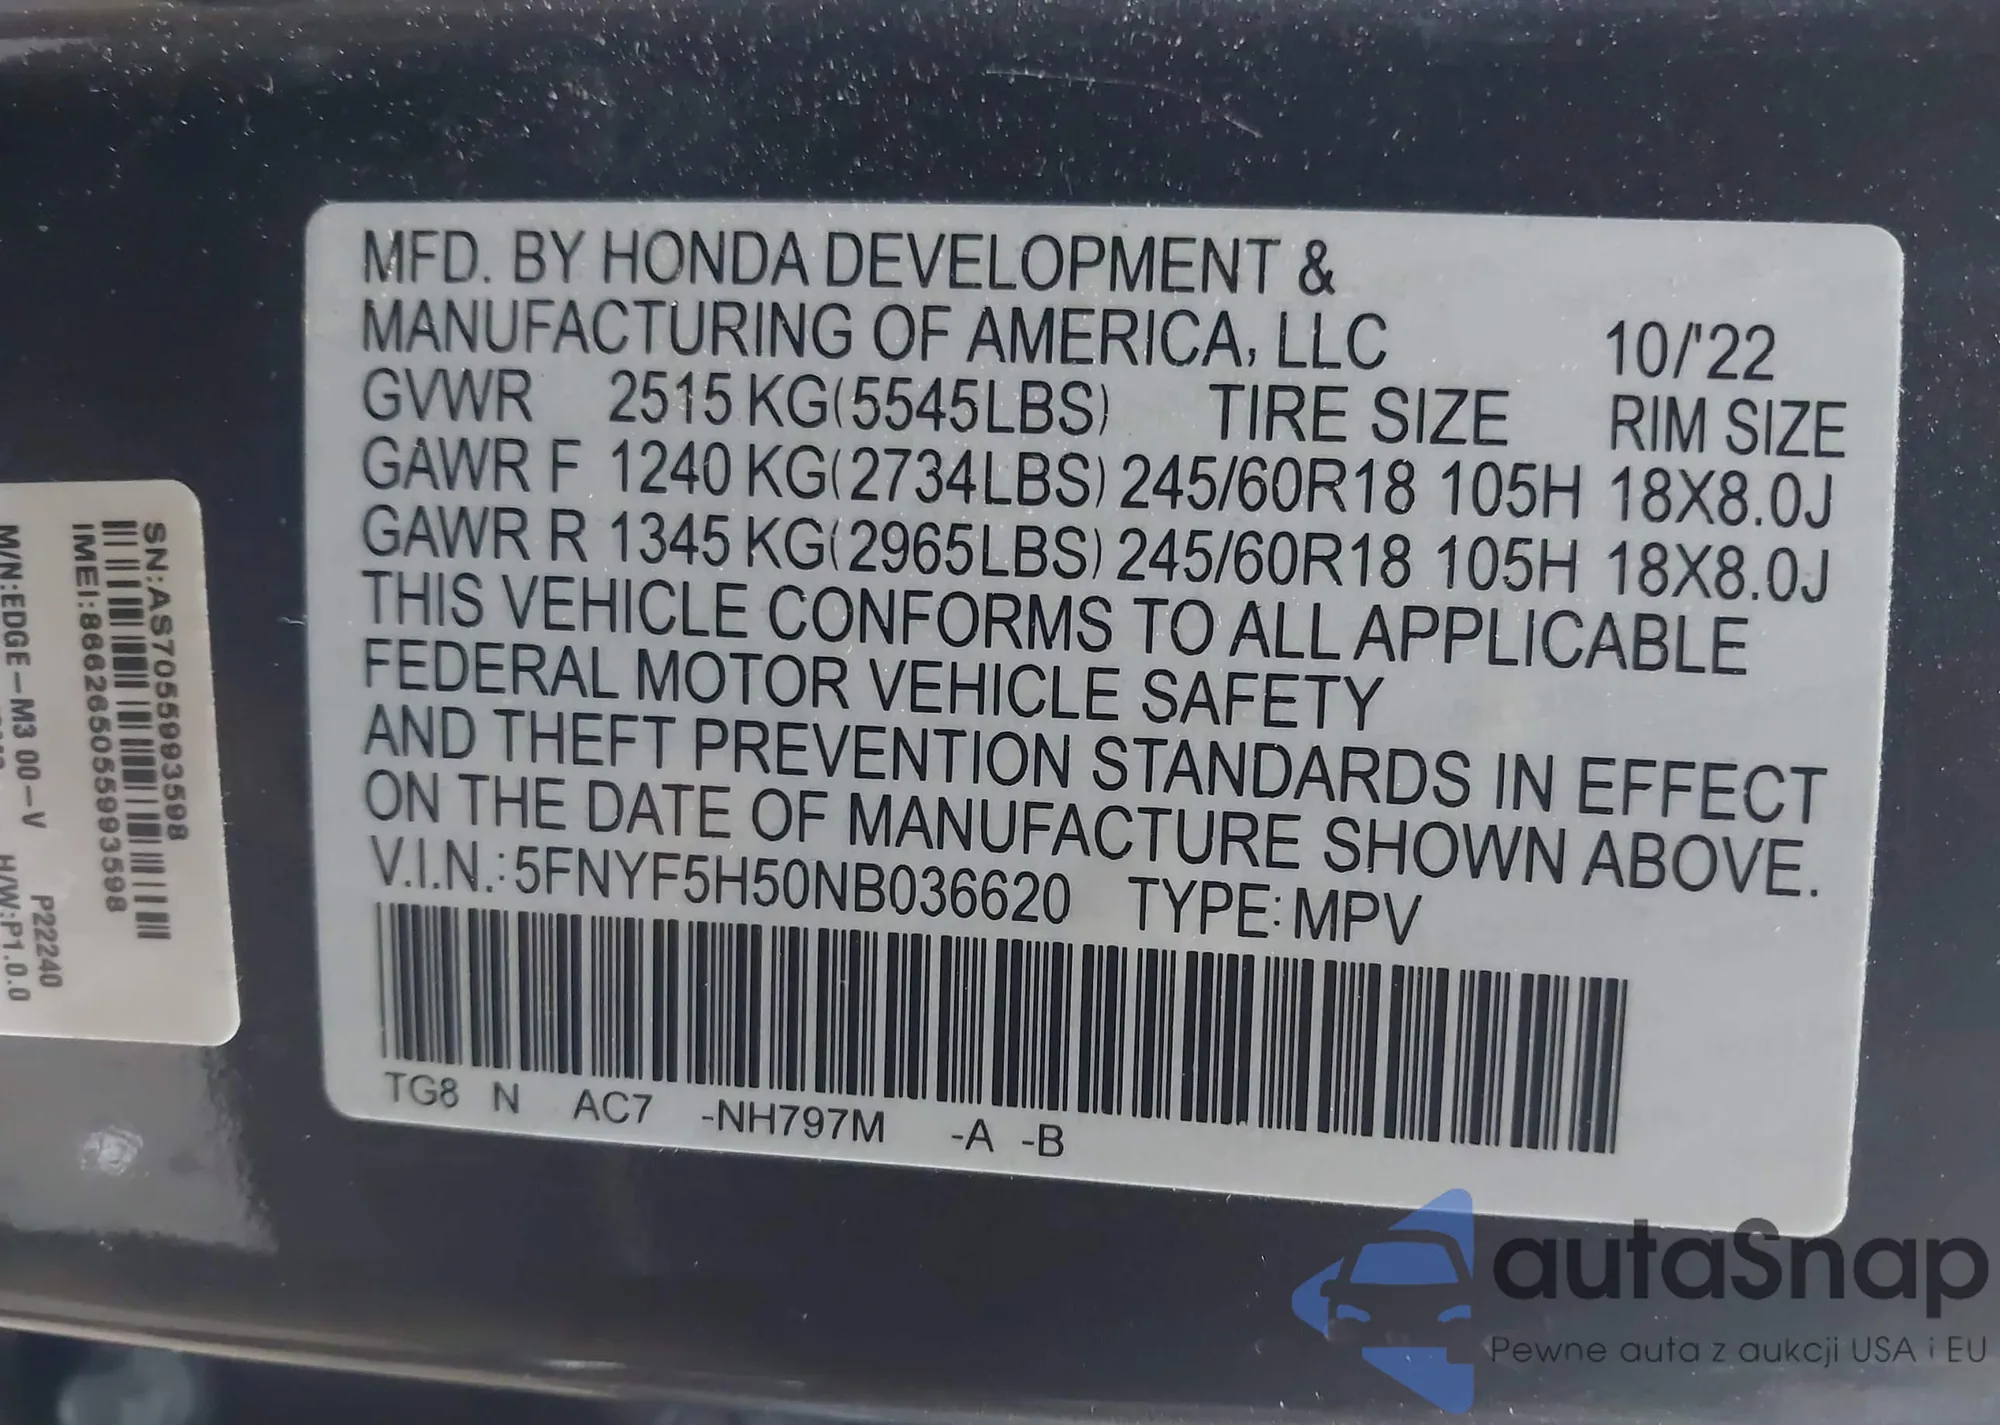 MFD. BY HONDA DEVELOPMENT &
MANUFACTURING OF AMERICA, LLC 10/'22
GVWR 2515 KG(5545LBS) TIRE SIZE RIM SIZE
GAWR F 1240 KG(2734LBS) 245/60R18 105H 18X8.0J
GAWR R 1345 KG(2965LBS) 245/60R18 105H 18X8.0J
THIS VEHICLE CONFORMS TO ALL APPLICABLE
FEDERAL MOTOR VEHICLE SAFETY
AND THEFT PREVENTION STANDARDS IN EFFECT
ON THE DATE OF MANUFACTURE SHOWN ABOVE.
V.I.N.:5FNYF5H50NB036620 TYPE: MPV
TG8 N AC7 -NH797M -A -B
SN:AS7055993598
IMEI:866265055993598
M/N:EDGE-M3 00-V P222240
H/W:P1.0.0
autaSnap
Pewne auta z aukcji USA i EU